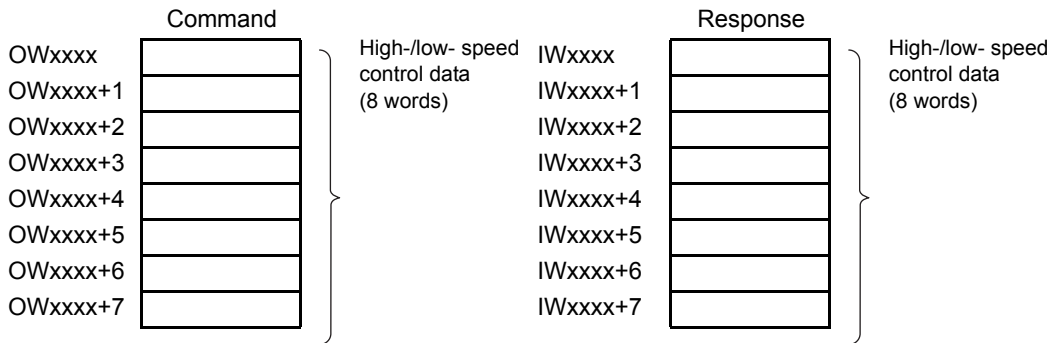 Command
OWxxxx
OWxxxx+1
OWxxxx+2
OWxxxx+3
OWxxxx+4
OWxxxx+5
OWxxxx+6
OWxxxx+7
High-/low- speed
control data
(8 words)
Response
IWxxxx
IWxxxx+1
IWxxxx+2
IWxxxx+3
IWxxxx+4
IWxxxx+5
IWxxxx+6
IWxxxx+7
High-/low- speed
control data
(8 words)